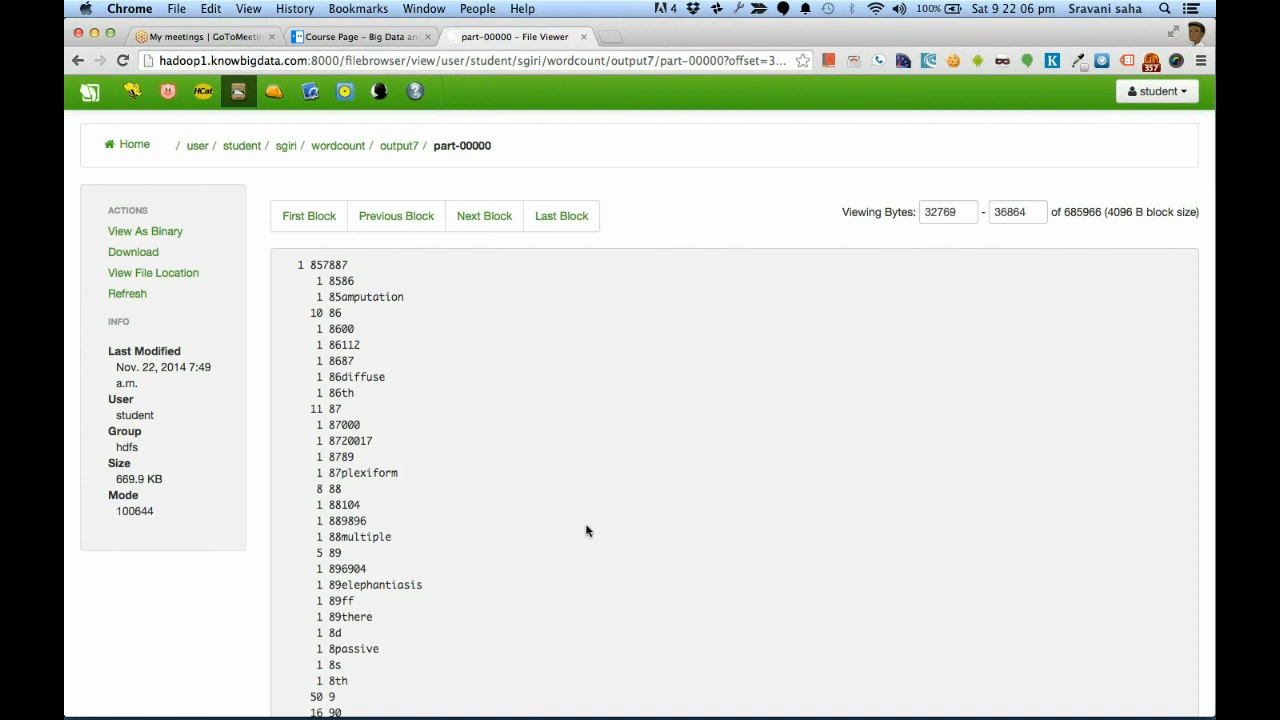 Chrome File Edit View History Bookmarks Window People Help 4 100% Sat 9 22 06 pm Sravani saha
My meetings | GoToMeetin
Course Page - Big Data an
part-00000 - File Viewer
hadoop1.knowbigdata.com:8000/filebrowser/view/user/student/sgiri/wordcount/output7/part-00000?offset=3...
K
357
HCat
student
Home / user / student / sgiri / wordcount / output7 / part-00000
ACTIONS
View As Binary
Download
View File Location
Refresh
INFO
Last Modified
Nov. 22, 2014 7:49
a.m.
User
student
Group
hdfs
Size
669.9 KB
Mode
100644
First Block Previous Block Next Block Last Block
Viewing Bytes: 32769 - 36864 of 685966 (4096 B block size)
1 857887
1 8586
1 85amputation
10 86
1 8600
1 86112
1 8687
1 86diffuse
1 86th
11 87
1 87000
1 8720017
1 8789
1 87plexiform
8 88
1 88104
1 889896
1 88multiple
5 89
1 896904
1 89elephantiasis
1 89ff
1 89there
1 8d
1 8passive
1 8s
1 8th
50 9
16 90